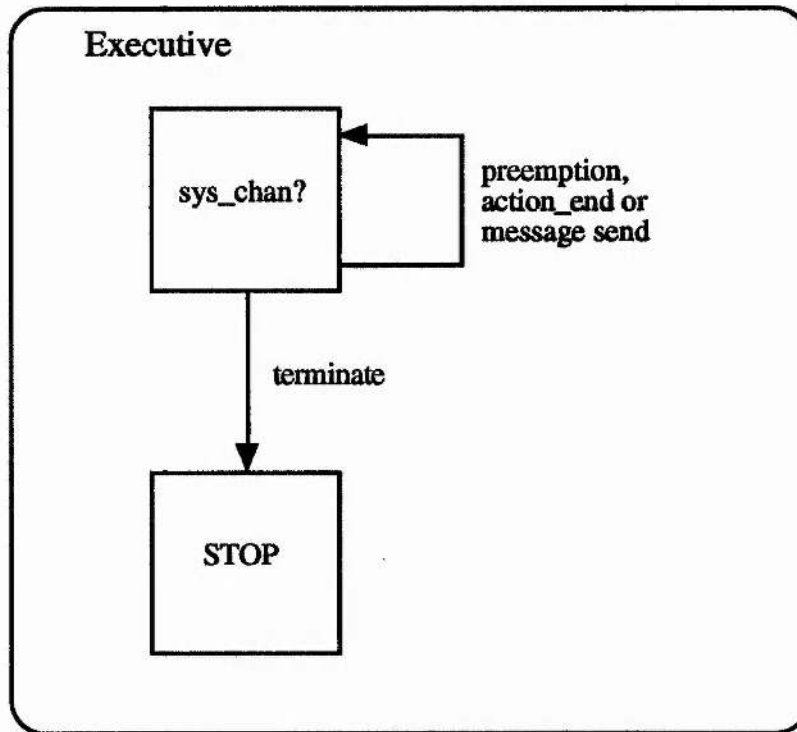 Executive
sys_chan?
preemption,
action_end or
message send
terminate
STOP